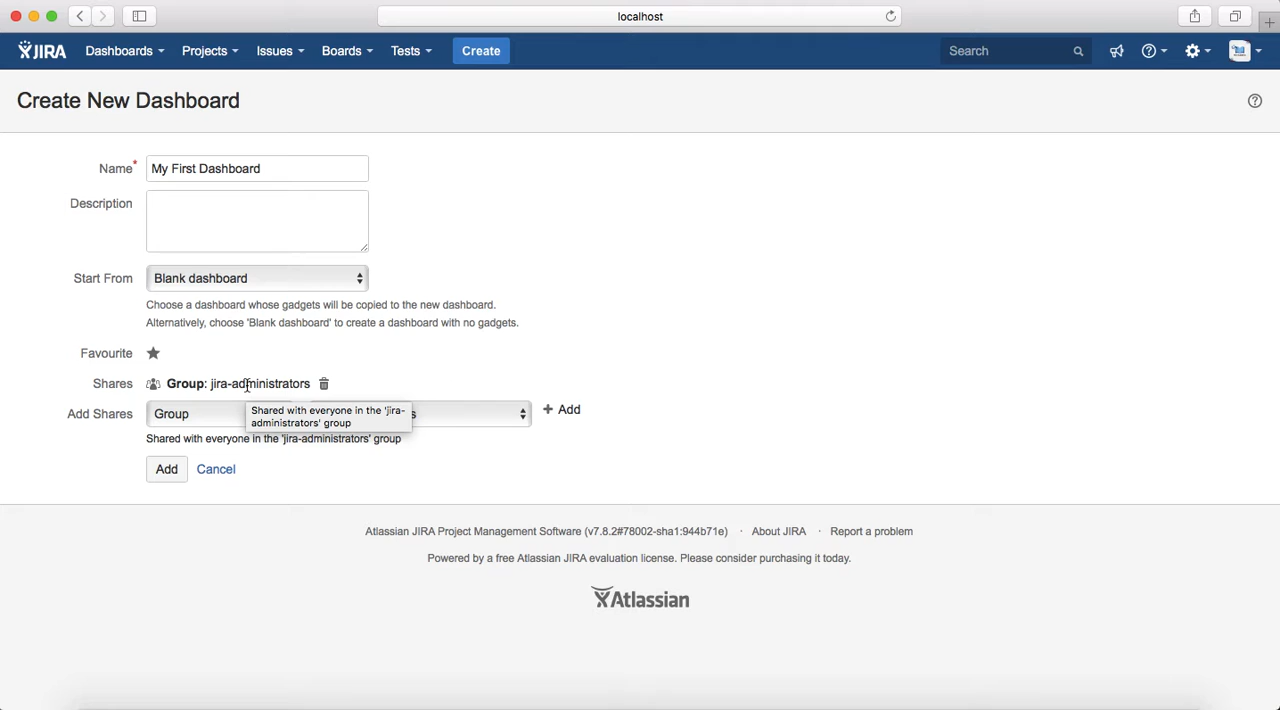 localhost
JIRA Dashboards Projects Issues Boards Tests Create Search
Create New Dashboard
Name* My First Dashboard
Description
Start From Blank dashboard
Choose a dashboard whose gadgets will be copied to the new dashboard.
Alternatively, choose 'Blank dashboard' to create a dashboard with no gadgets.
Favourite
Shares Group: jira-administrators
Add Shares Group s + Add
Shared with everyone in the 'jira-
administrators' group
Shared with everyone in the 'jira-administrators' group
Add Cancel
Atlassian JIRA Project Management Software (v7.8.2#78002-sha1:944b71e) · About JIRA · Report a problem
Powered by a free Atlassian JIRA evaluation license. Please consider purchasing it today.
Atlassian